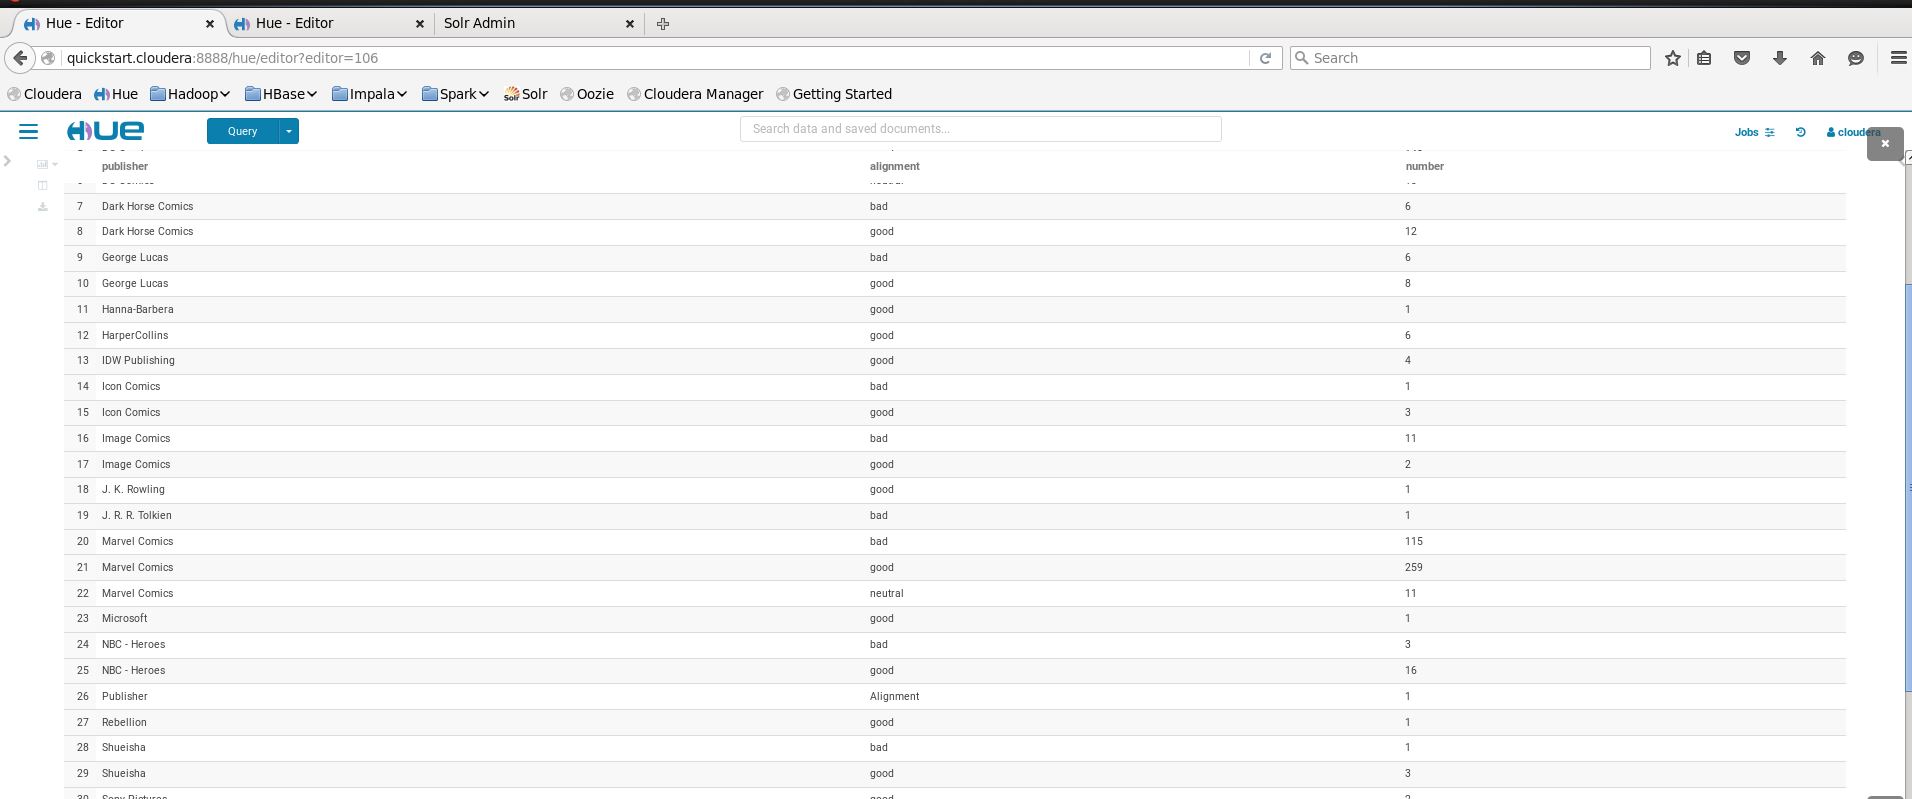 Hue - Editor Hue - Editor Solr Admin
quickstart.cloudera:8888/hue/editor?editor=106 Search
Cloudera Hue Hadoop HBase Impala Spark Solr Oozie Cloudera Manager Getting Started
HUE Query Search data and saved documents... Jobs cloudera
publisher alignment number
7 Dark Horse Comics bad 6
8 Dark Horse Comics good 12
9 George Lucas bad 6
10 George Lucas good 8
11 Hanna-Barbera good 1
12 HarperCollins good 6
13 IDW Publishing good 4
14 Icon Comics bad 1
15 Icon Comics good 3
16 Image Comics bad 11
17 Image Comics good 2
18 J. K. Rowling good 1
19 J. R. R. Tolkien bad 1
20 Marvel Comics bad 115
21 Marvel Comics good 259
22 Marvel Comics neutral 11
23 Microsoft good 1
24 NBC - Heroes bad 3
25 NBC - Heroes good 16
26 Publisher Alignment 1
27 Rebellion good 1
28 Shueisha bad 1
29 Shueisha good 3
30 Sony Pictures good